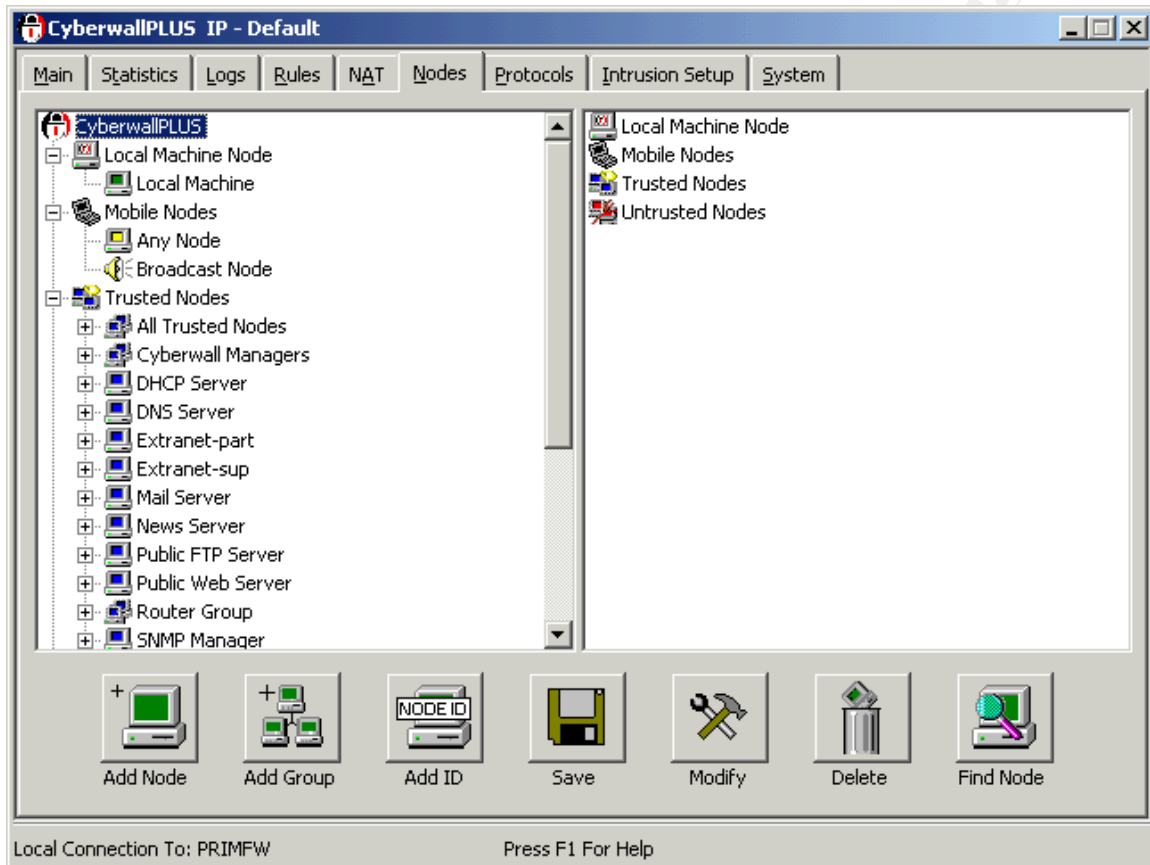 CyberwallPLUS IP - Default
Main Statistics Logs Rules NAT Nodes Protocols Intrusion Setup System
CyberwallPLUS
Local Machine Node
Local Machine
Mobile Nodes
Any Node
Broadcast Node
Trusted Nodes
All Trusted Nodes
Cyberwall Managers
DHCP Server
DNS Server
Extranet-part
Extranet-sup
Mail Server
News Server
Public FTP Server
Public Web Server
Router Group
SNMP Manager
Local Machine Node
Mobile Nodes
Trusted Nodes
Untrusted Nodes
NODE ID
Add Node Add Group Add ID Save Modify Delete Find Node
Local Connection To: PRIMFW Press F1 For Help